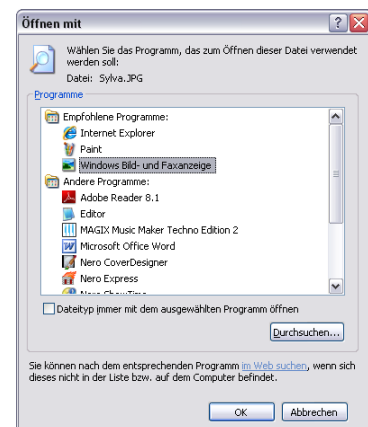 Öffnen mit
Wählen Sie das Programm, das zum Öffnen dieser Datei verwendet
werden soll:
Datei: Sylva.JPG
Programme
Empfohlene Programme:
Internet Explorer
Paint
Windows Bild- und Faxanzeige
Andere Programme:
Adobe Reader 8.1
Editor
MAGIX Music Maker Techno Edition 2
Microsoft Office Word
Nero CoverDesigner
Nero Express
Nero ShowTime
Dateityp immer mit dem ausgewählten Programm öffnen
Durchsuchen...
Sie können nach dem entsprechenden Programm im Web suchen, wenn sich
dieses nicht in der Liste bzw. auf dem Computer befindet.
OK Abbrechen